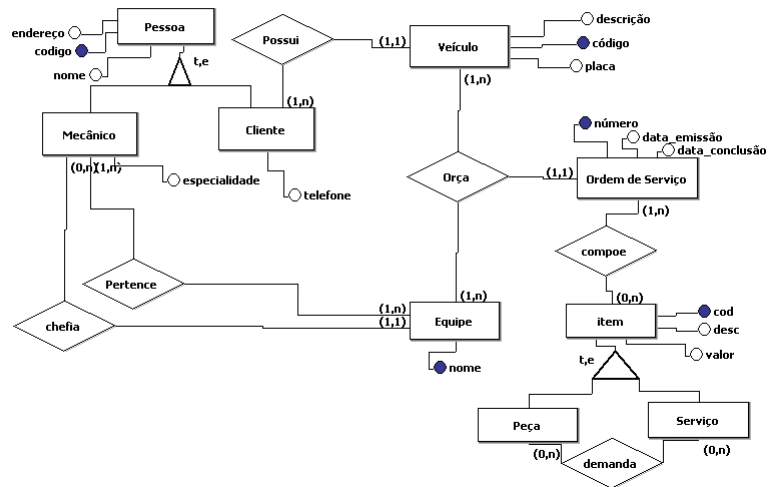 Pessoa
endereço
codigo
nome
t,e
Possui
(1,1)
Veículo
descrição
código
placa
(1,n)
(1,n)
Mecânico
Cliente
(0,n)
(1,n)
especialidade
telefone
Orça
(1,1)
número
data_emissão
data_conclusão
Ordem de Serviço
(1,n)
compoe
Pertence
chefia
(1,n)
(1,1)
(1,n)
Equipe
nome
(0,n)
item
cod
desc
valor
t,e
Peça
Serviço
(0,n)
(0,n)
demanda